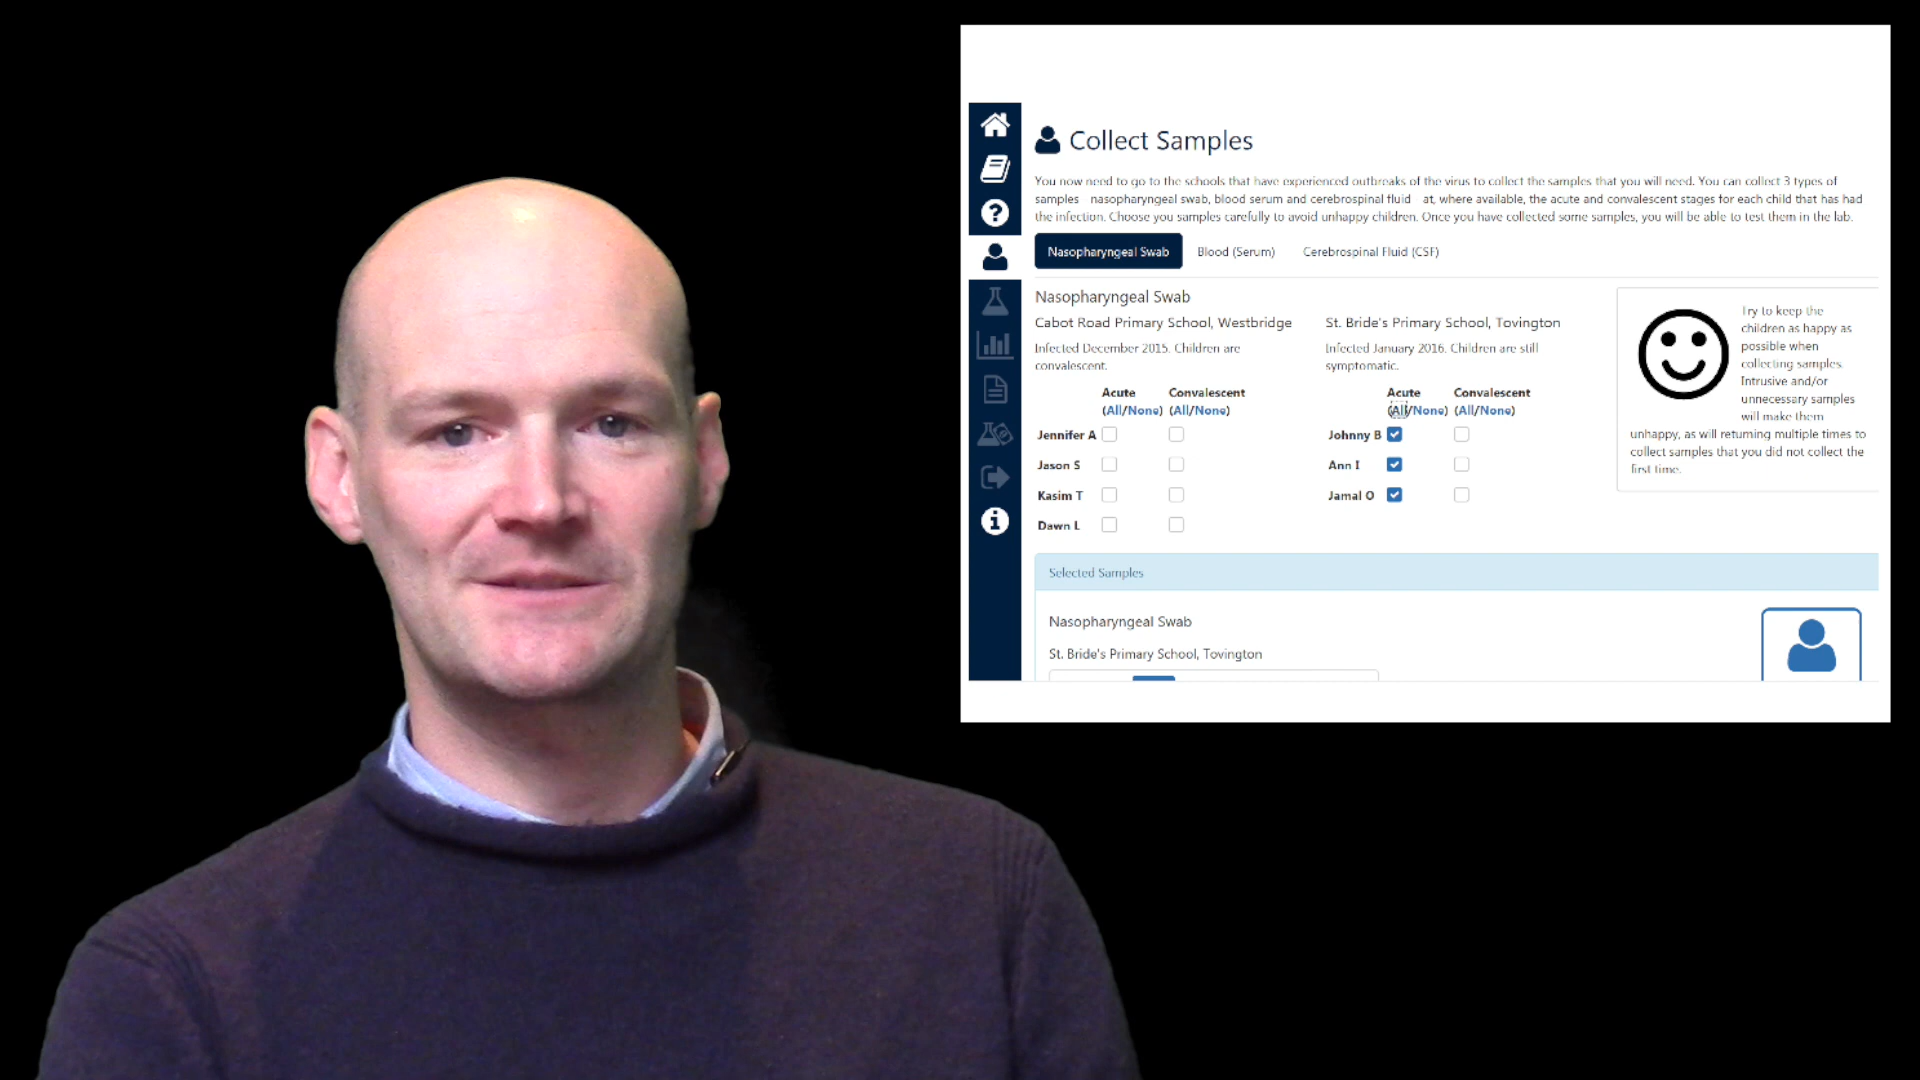 Collect Samples
You now need to go to the schools that have experienced outbreaks of the virus to collect the samples that you will need. You can collect 3 types of
samples nasopharyngeal swab, blood serum and cerebrospinal fluid at, where available, the acute and convalescent stages for each child that has had
the infection. Choose you samples carefully to avoid unhappy children. Once you have collected some samples, you will be able to test them in the lab.
Nasopharyngeal Swab Blood (Serum) Cerebrospinal Fluid (CSF)
Nasopharyngeal Swab
Cabot Road Primary School, Westbridge
Infected December 2015. Children are
convalescent.
Acute Convalescent
(All/None) (All/None)
Jennifer A
Jason S
Kasim T
Dawn L
St. Bride's Primary School, Tovington
Infected January 2016. Children are still
symptomatic.
Acute Convalescent
(All/None) (All/None)
Johnny B
Ann I
Jamal O
Try to keep the
children as happy as
possible when
collecting samples.
Intrusive and/or
unnecessary samples
will make them
unhappy, as will returning multiple times to
collect samples that you did not collect the
first time.
Selected Samples
Nasopharyngeal Swab
St. Bride's Primary School, Tovington